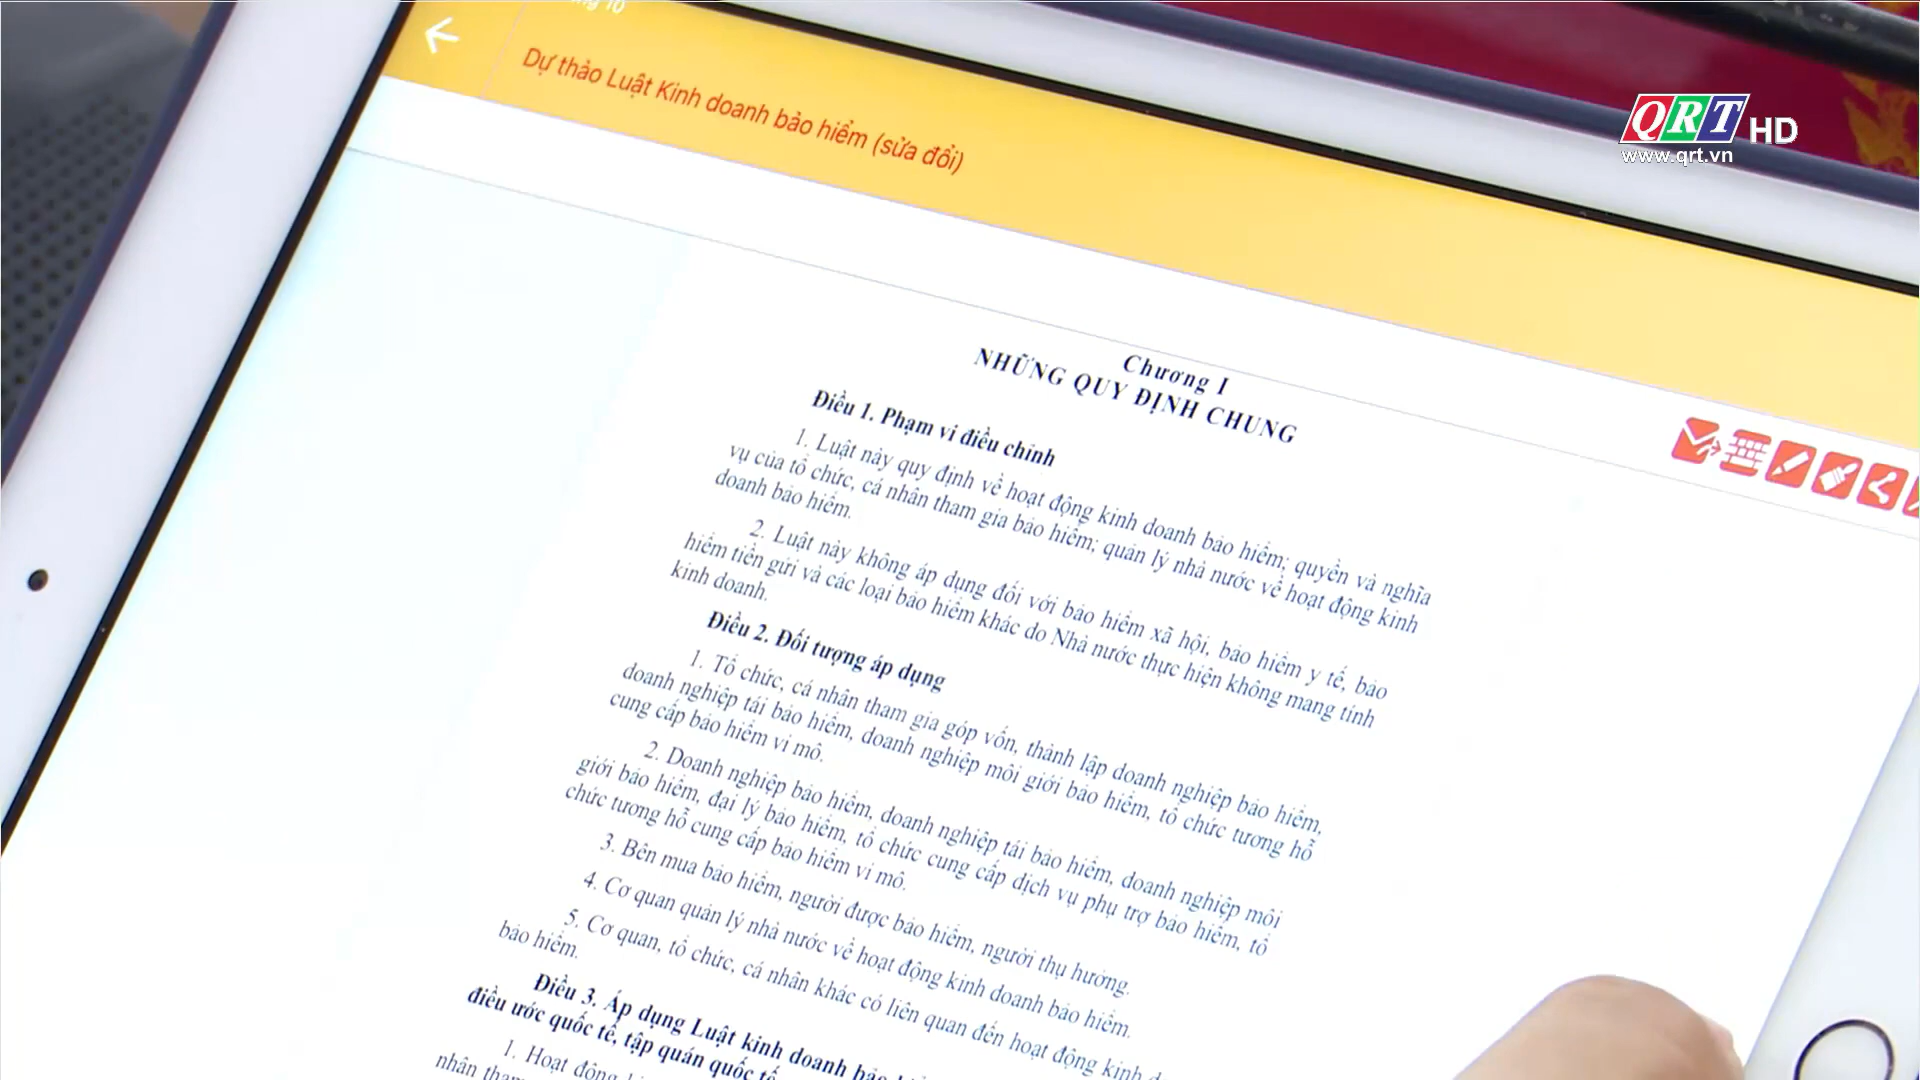 Dự thảo Luật Kinh doanh bảo hiểm (sửa đổi)
QRT HD
www.qrt.vn
Chương I
NHỮNG QUY ĐỊNH CHUNG
Điều 1. Phạm vi điều chỉnh
1. Luật này quy định về hoạt động kinh doanh bảo hiểm; quyền và nghĩa
vụ của tổ chức, cá nhân tham gia bảo hiểm; quản lý nhà nước về hoạt động kinh
doanh bảo hiểm.
2. Luật này không áp dụng đối với bảo hiểm xã hội, bảo hiểm y tế, bảo
hiểm tiền gửi và các loại bảo hiểm khác do Nhà nước thực hiện không mang tính
kinh doanh.
Điều 2. Đối tượng áp dụng
1. Tổ chức, cá nhân tham gia góp vốn, thành lập doanh nghiệp bảo hiểm,
doanh nghiệp tái bảo hiểm, doanh nghiệp môi giới bảo hiểm, tổ chức tương hỗ
cung cấp bảo hiểm vi mô.
2. Doanh nghiệp bảo hiểm, doanh nghiệp tái bảo hiểm, doanh nghiệp môi
giới bảo hiểm, đại lý bảo hiểm, tổ chức cung cấp dịch vụ phụ trợ bảo hiểm, tổ
chức tương hỗ cung cấp bảo hiểm vi mô.
3. Bên mua bảo hiểm, người được bảo hiểm, người thụ hưởng.
4. Cơ quan quản lý nhà nước về hoạt động kinh doanh bảo hiểm.
5. Cơ quan, tổ chức, cá nhân khác có liên quan đến hoạt động kinh
bảo hiểm.
Điều 3. Áp dụng Luật kinh doanh bảo
điều ước quốc tế, tập quán quốc tế
1. Hoạt động
nhân tham